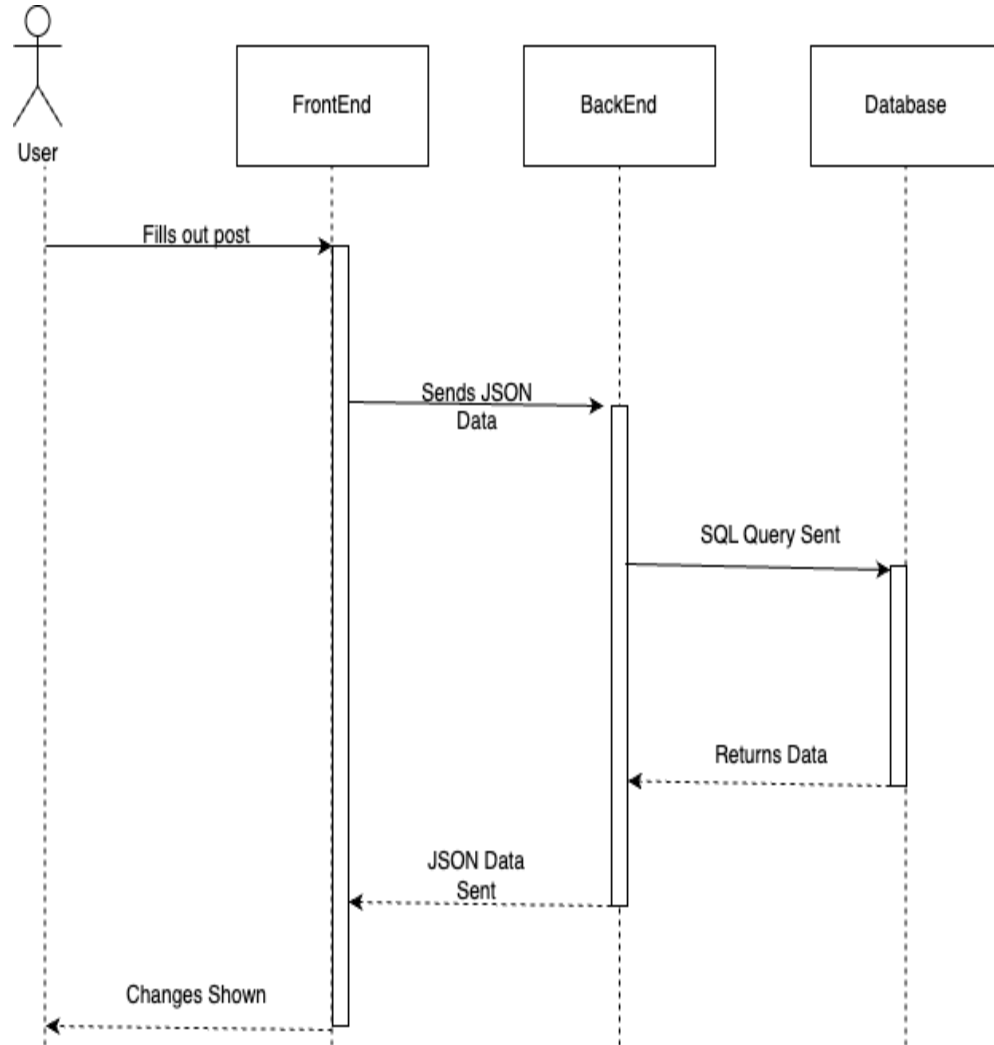 FrontEnd
BackEnd
Database
User
Fills out post
Sends JSON
Data
SQL Query Sent
Returns Data
JSON Data
Sent
Changes Shown